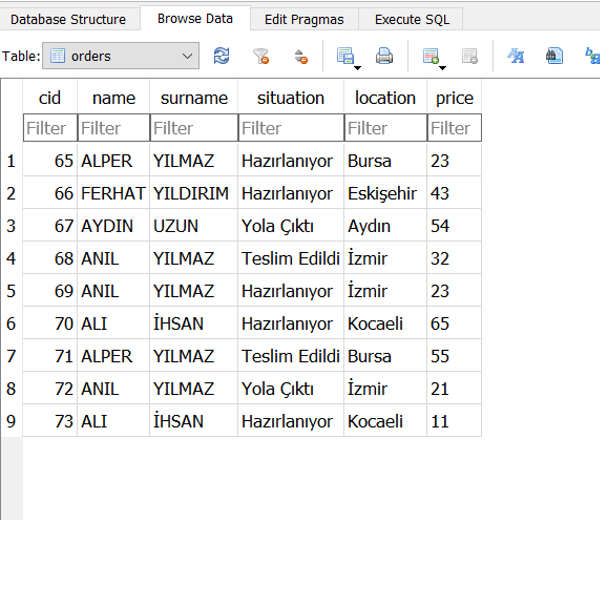 Database Structure Browse Data Edit Pragmas Execute SQL
Table: orders
cid name surname situation location price
Filter Filter Filter Filter Filter Filter
1 65 ALPER YILMAZ Hazırlanıyor Bursa 23
2 66 FERHAT YILDIRIM Hazırlanıyor Eskişehir 43
3 67 AYDIN UZUN Yola Çıktı Aydın 54
4 68 ANIL YILMAZ Teslim Edildi İzmir 32
5 69 ANIL YILMAZ Hazırlanıyor İzmir 23
6 70 ALI İHSAN Hazırlanıyor Kocaeli 65
7 71 ALPER YILMAZ Teslim Edildi Bursa 55
8 72 ANIL YILMAZ Yola Çıktı İzmir 21
9 73 ALI İHSAN Hazırlanıyor Kocaeli 11